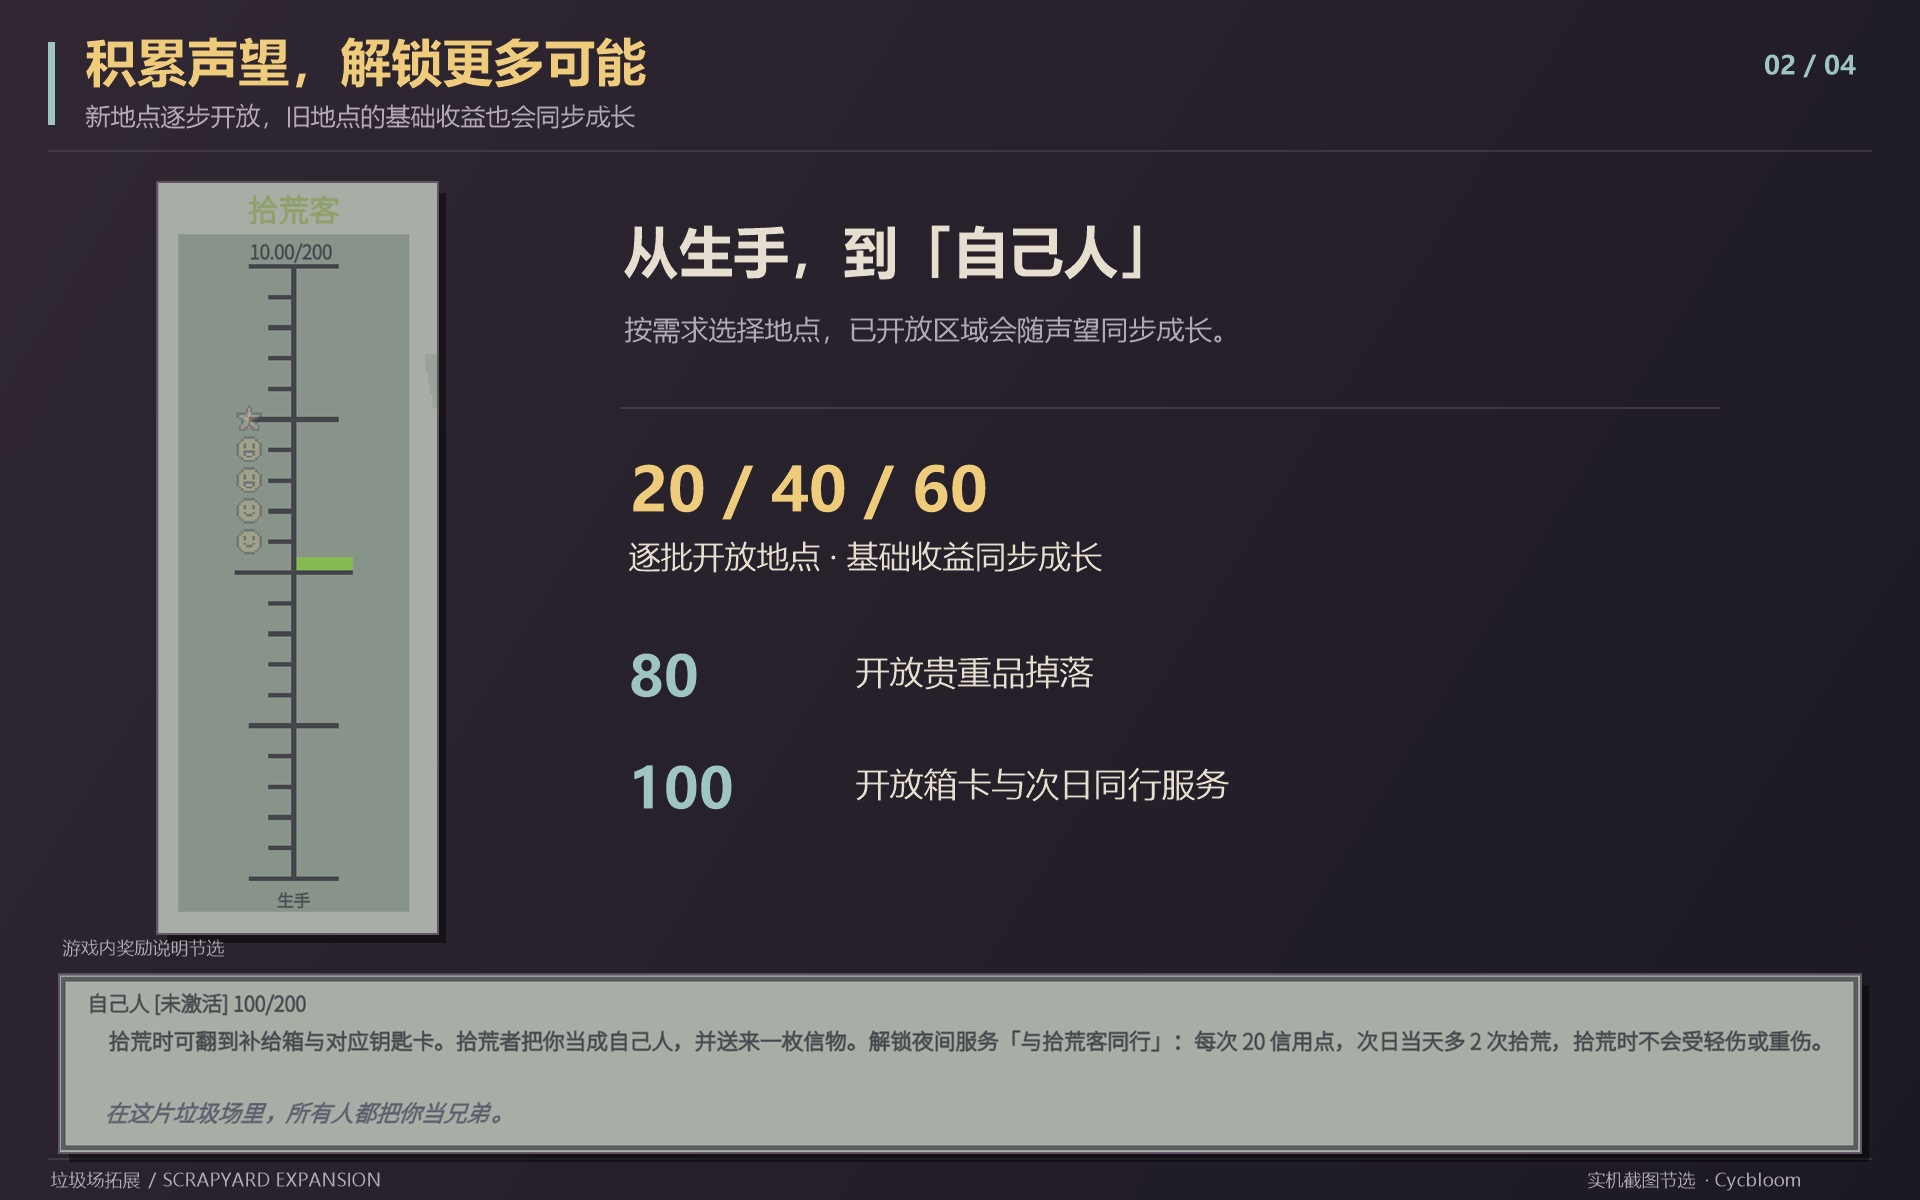 积累声望，解锁更多可能
新地点逐步开放，旧地点的基础收益也会同步成长
02 / 04
拾荒客
10.00/200
生手
从生手，到「自己人」
按需求选择地点，已开放区域会随声望同步成长。
20 / 40 / 60
逐批开放地点 · 基础收益同步成长
80 开放贵重品掉落
100 开放箱卡与次日同行服务
游戏内奖励说明节选
自己人 [未激活] 100/200
拾荒时可翻到补给箱与对应钥匙卡。拾荒者把你当成自己人，并送来一枚信物。解锁夜间服务「与拾荒客同行」：每次 20 信用点，次日当天多 2 次拾荒，拾荒时不会受轻伤或重伤。
在这片垃圾场里，所有人都把你当兄弟。
垃圾场拓展 / SCRAPYARD EXPANSION
实机截图节选 · Cycbloom